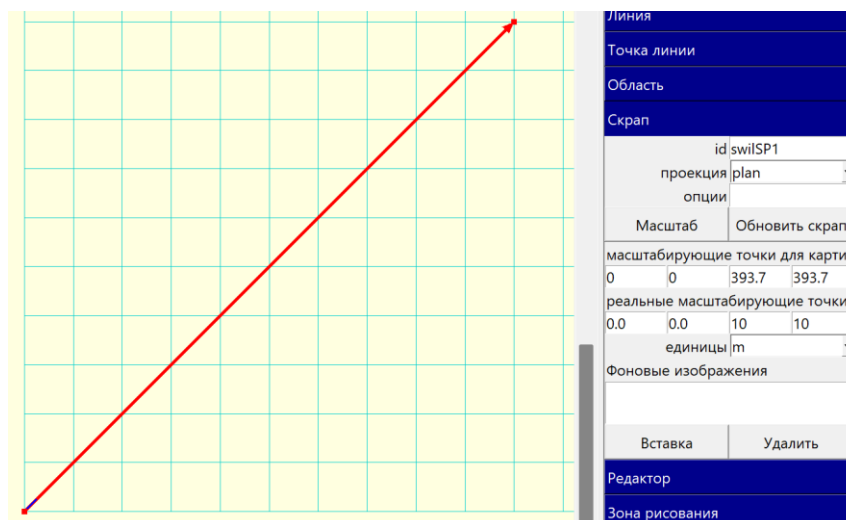 Линия
Точка линии
Область
Скрап
id swilSP1
проекция plan
опции
Масштаб Обновить скрап
масштабирующие точки для карти
0 0 393.7 393.7
реальные масштабирующие точки
0.0 0.0 10 10
единицы m
Фоновые изображения
Вставка Удалить
Редактор
Зона рисования